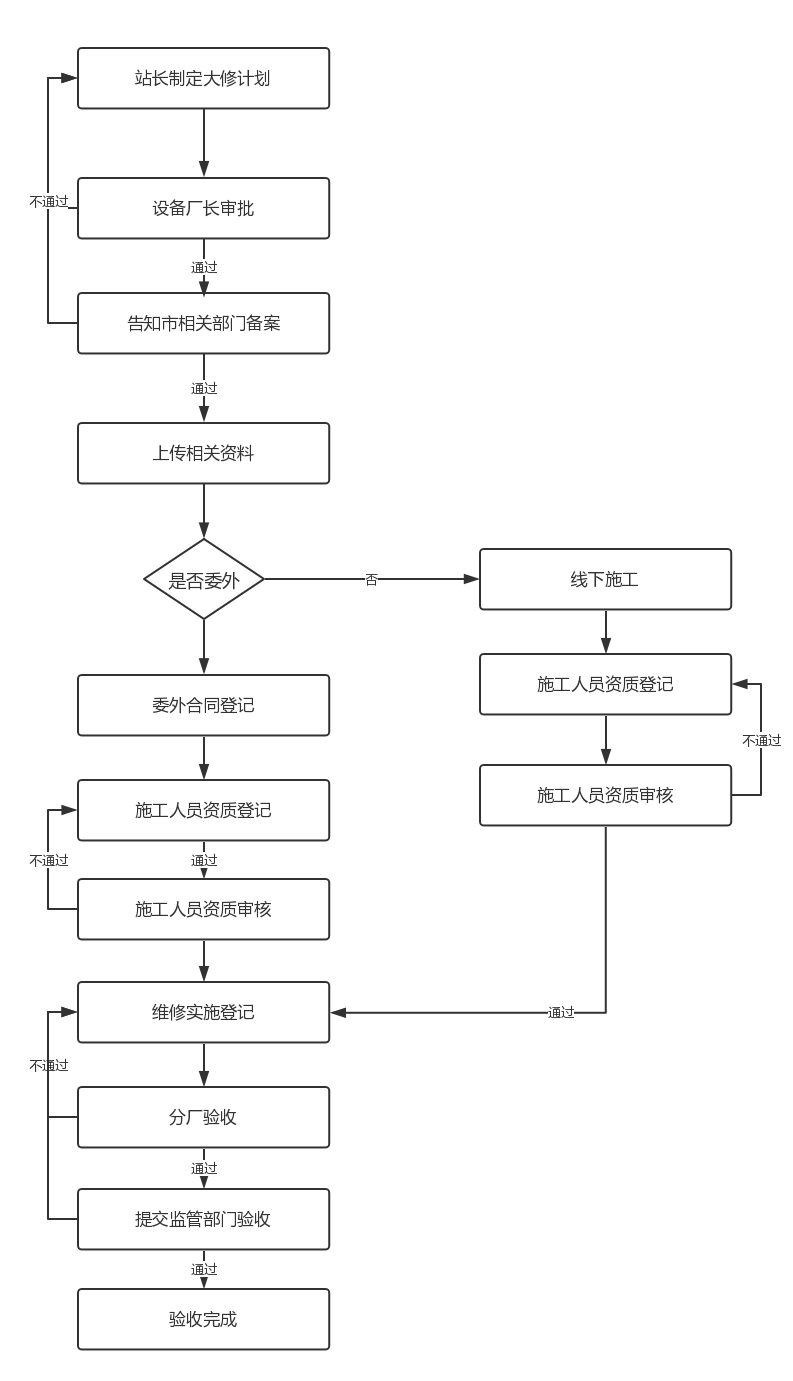 站长制定大修计划
不通过
设备厂长审批
通过
告知市相关部门备案
通过
上传相关资料
是否委外
否
线下施工
委外合同登记
施工人员资质登记
不通过
施工人员资质审核
施工人员资质登记
不通过
通过
施工人员资质审核
维修实施登记
通过
不通过
分厂验收
通过
提交监管部门验收
通过
验收完成